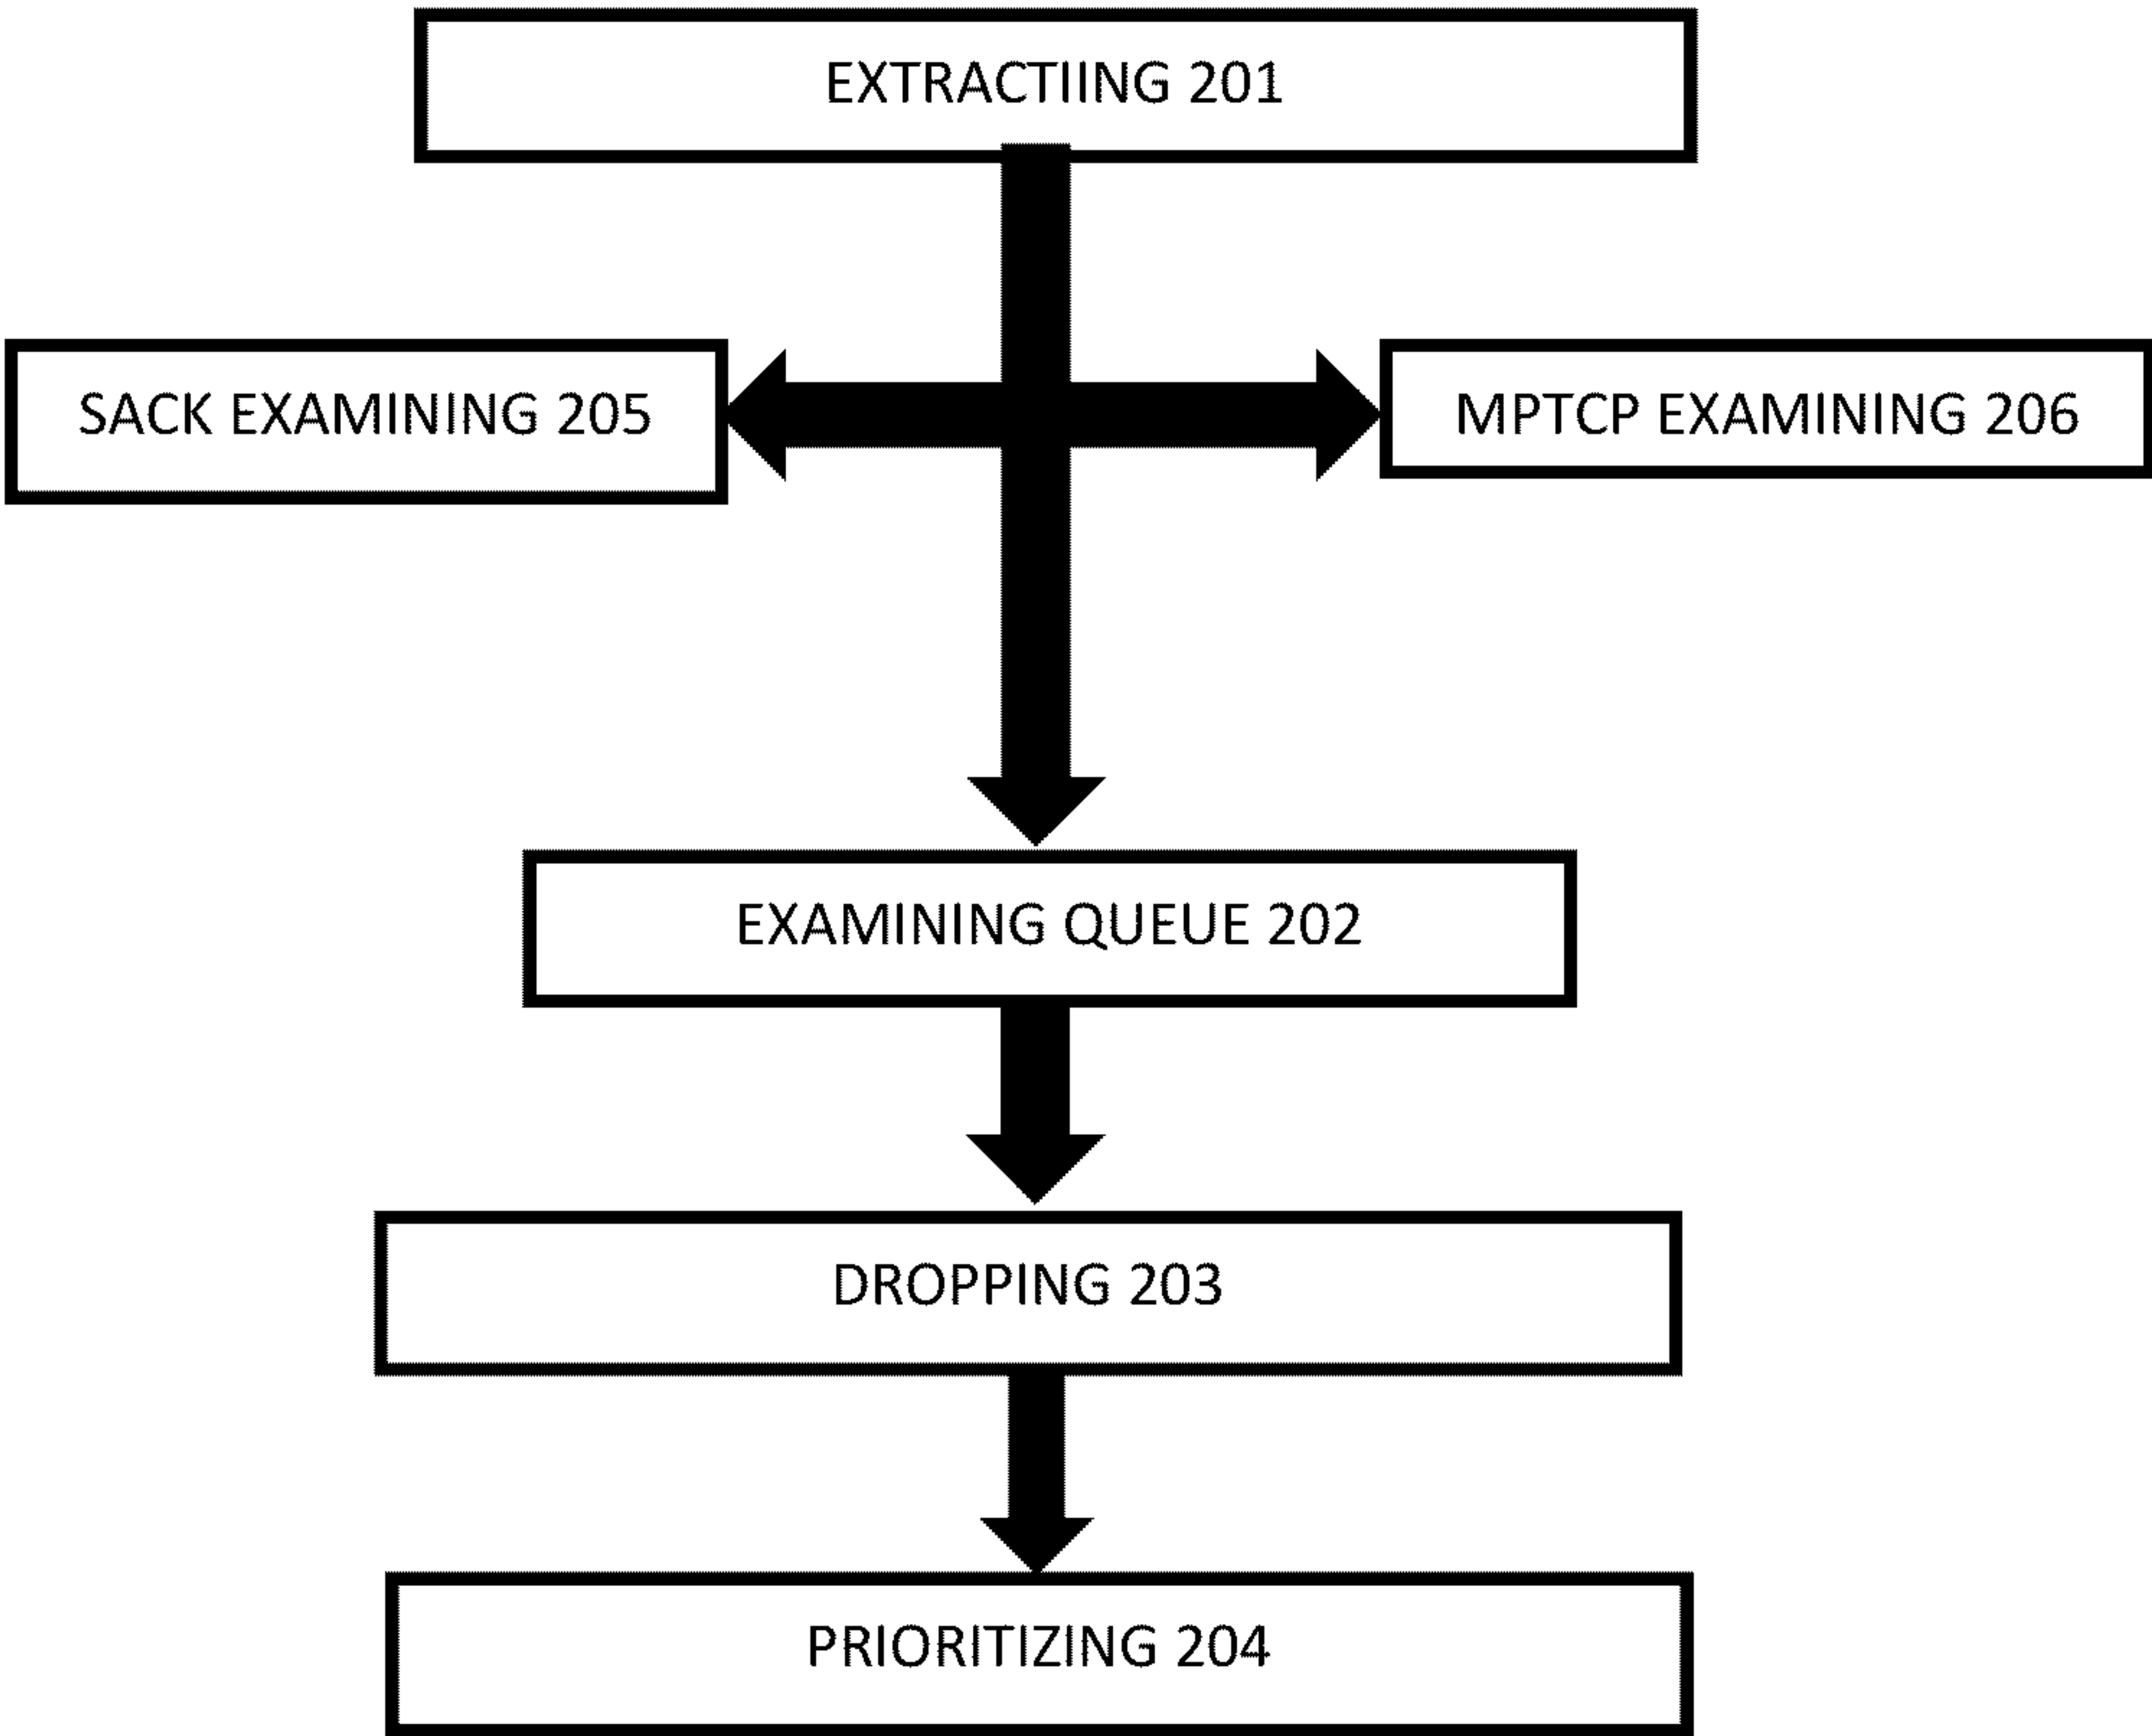 EXTRACTIING 201
SACK EXAMINING 205
MPTCP EXAMINING 206
EXAMINING QUEUE 202
DROPPING 203
PRIORITIZING 204